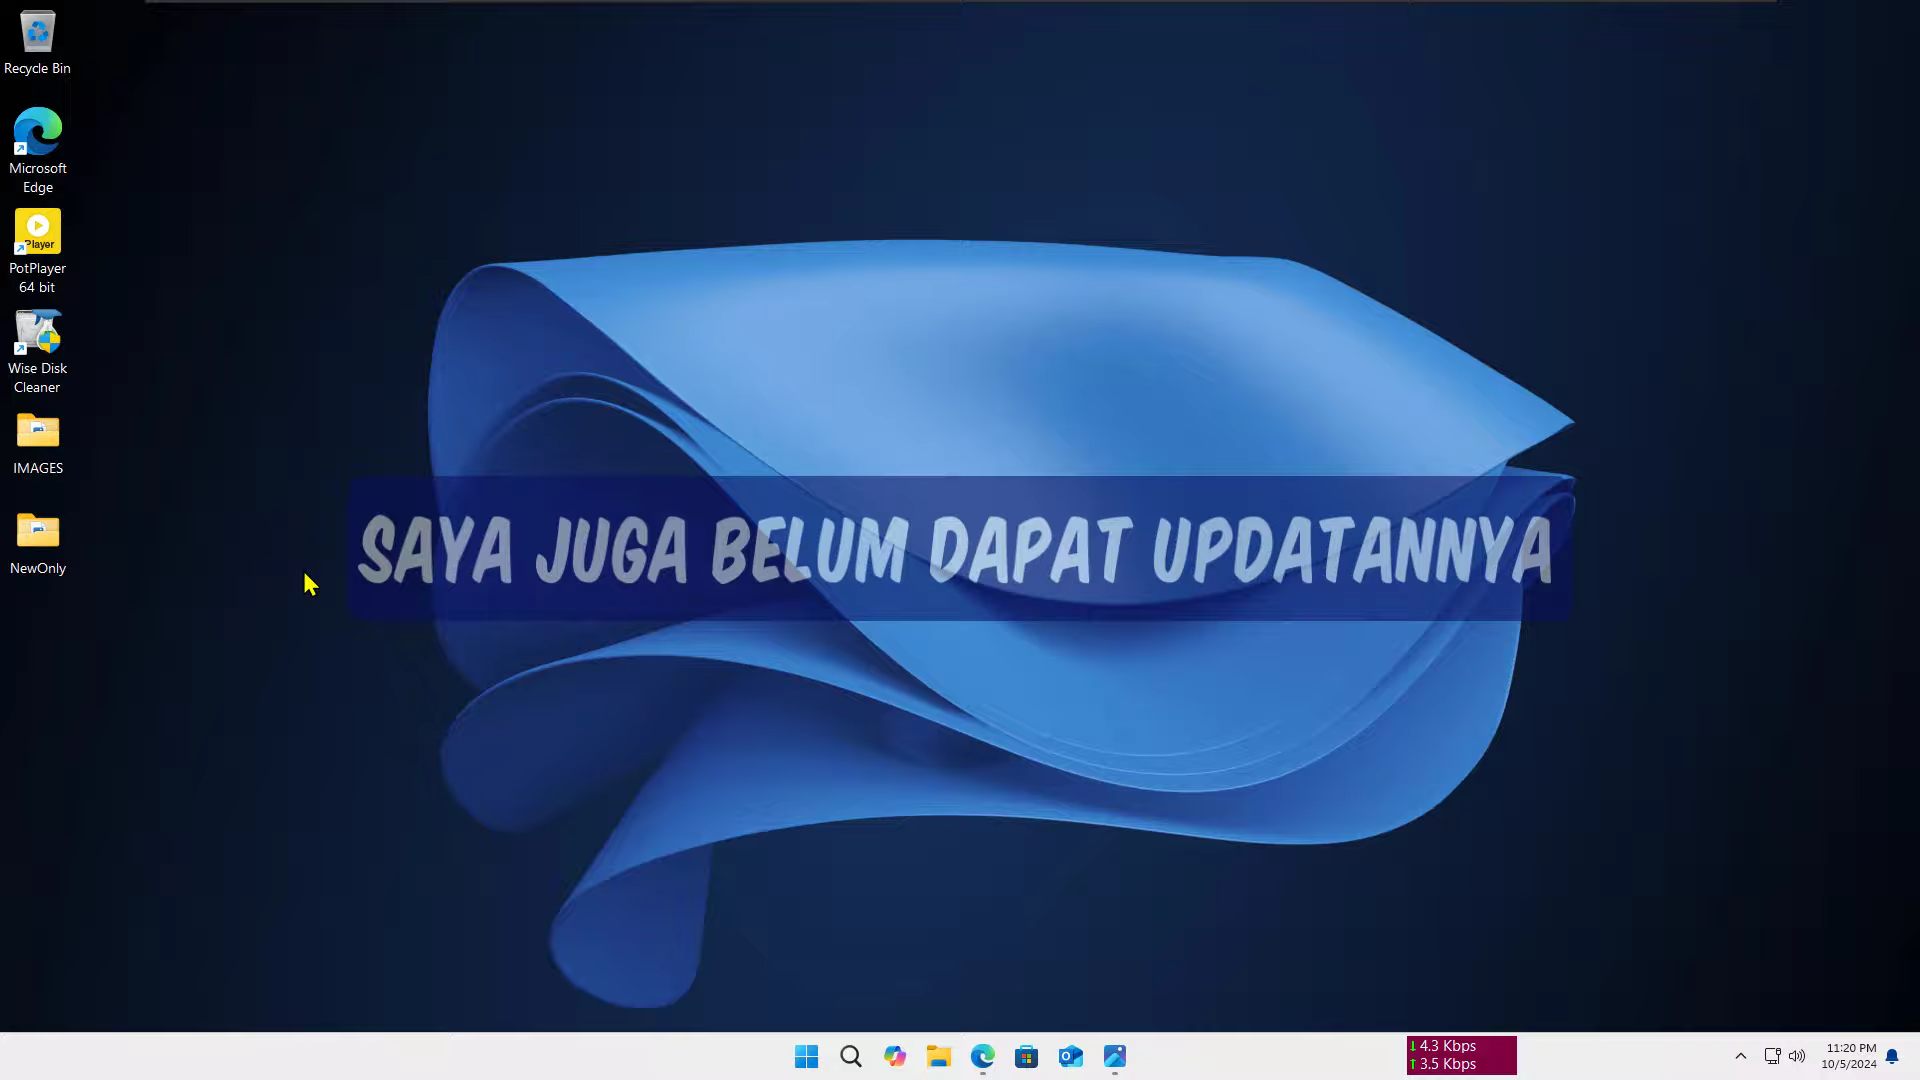 Recycle Bin
Microsoft
Edge
Player
PotPlayer
64 bit
Wise Disk
Cleaner
IMAGES
NewOnly
SAYA JUGA BELUM DAPAT UPDATANNYA
4.3 Kbps
3.5 Kbps
11:20 PM
10/5/2024